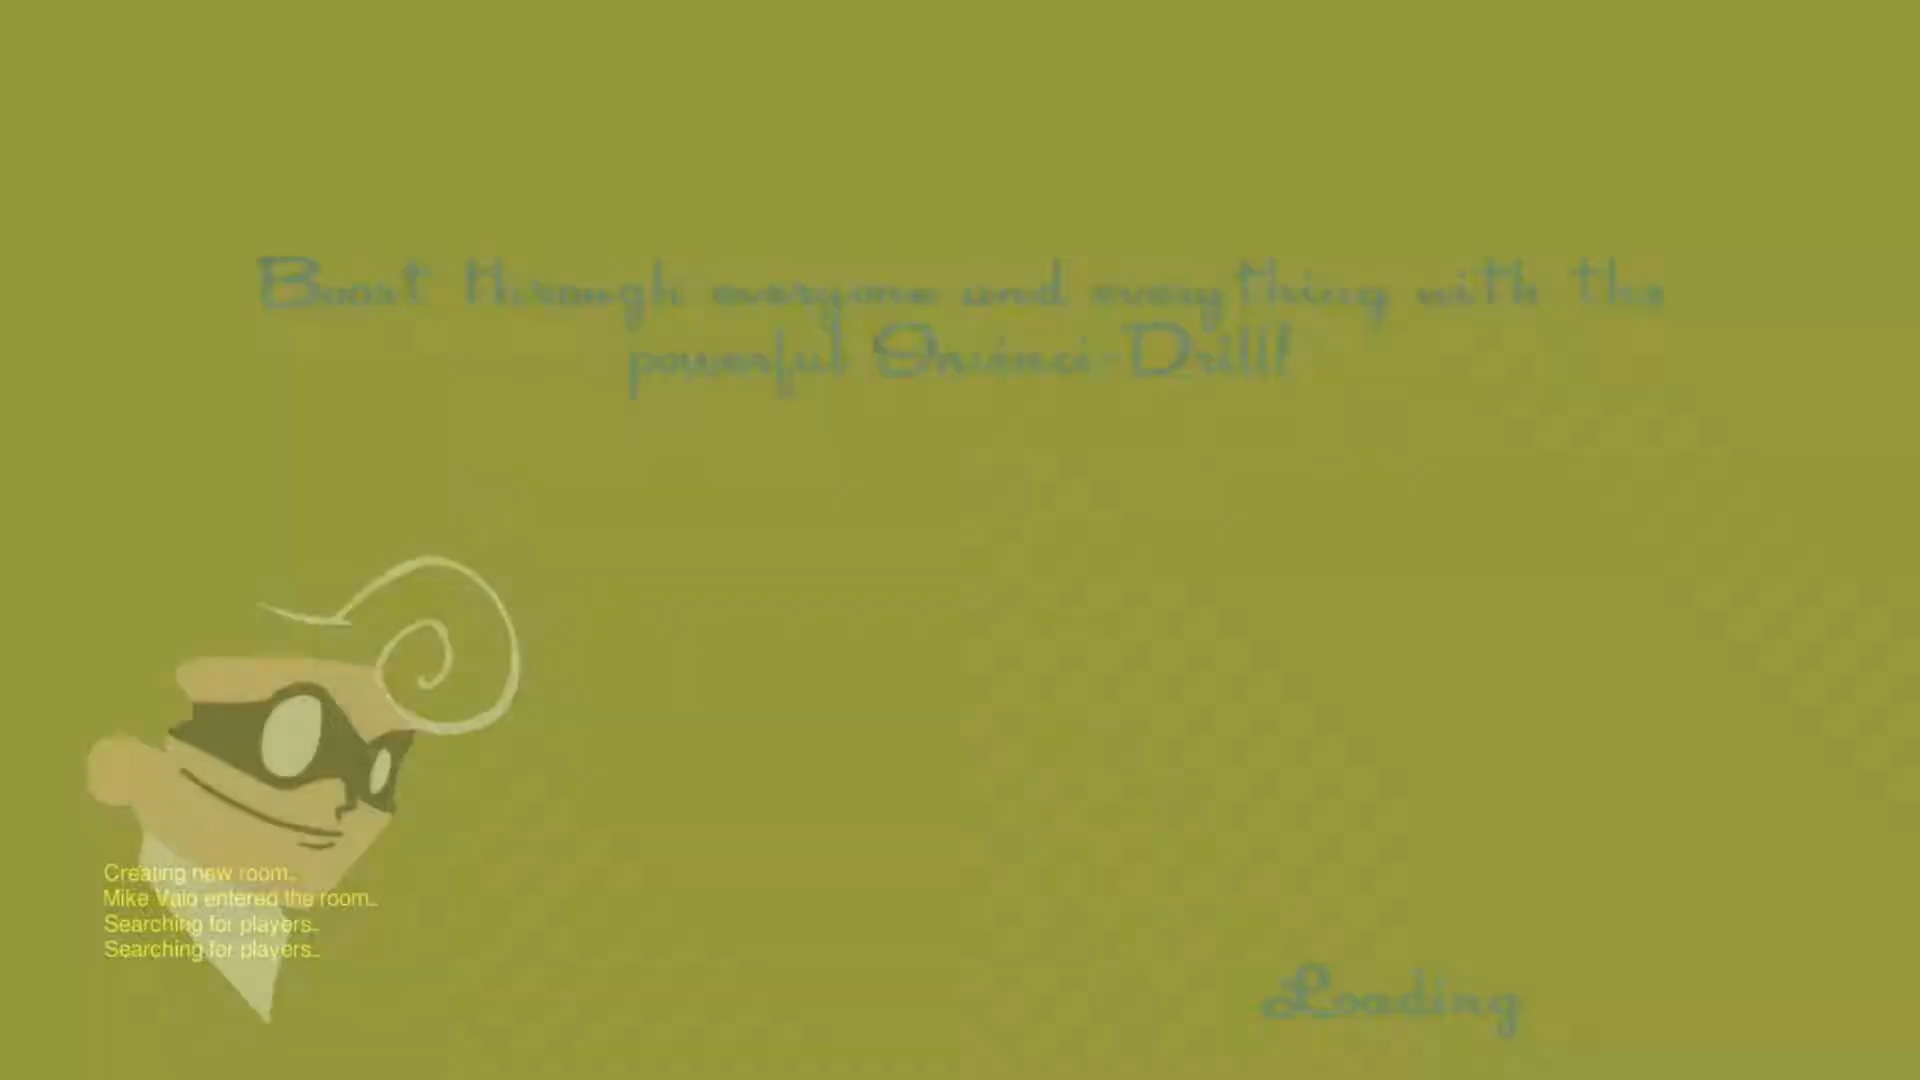 Boost through everyone and everything with the
powerful Invinci-Drill!
Creating new room..
Mike Valo entered the room..
Searching for players..
Searching for players..
Loading